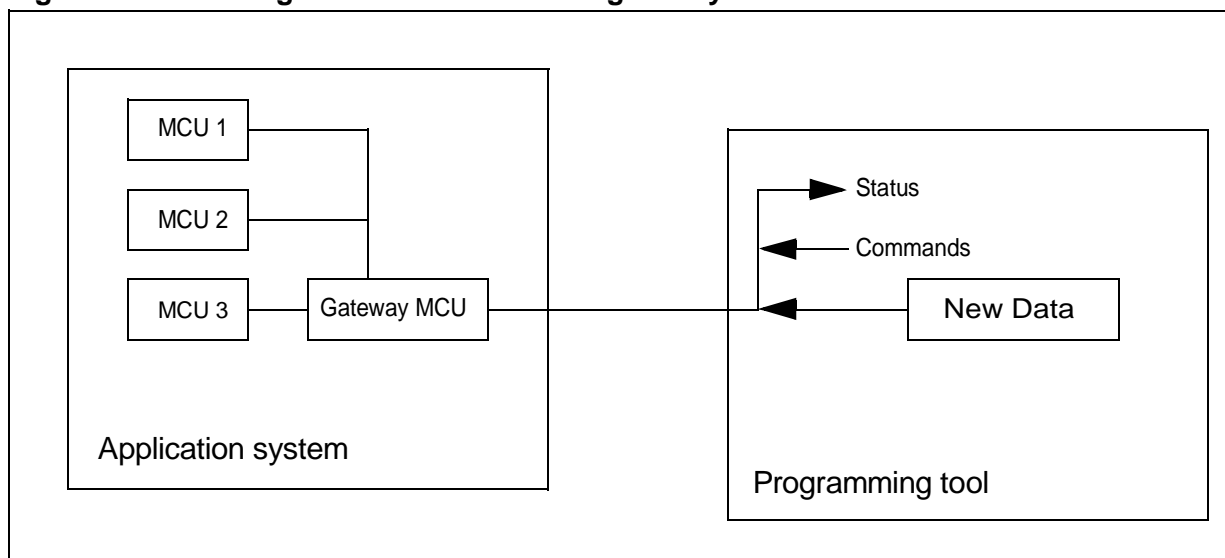 MCU 1
MCU 2
MCU 3
Gateway MCU
Application system
Status
Commands
New Data
Programming tool